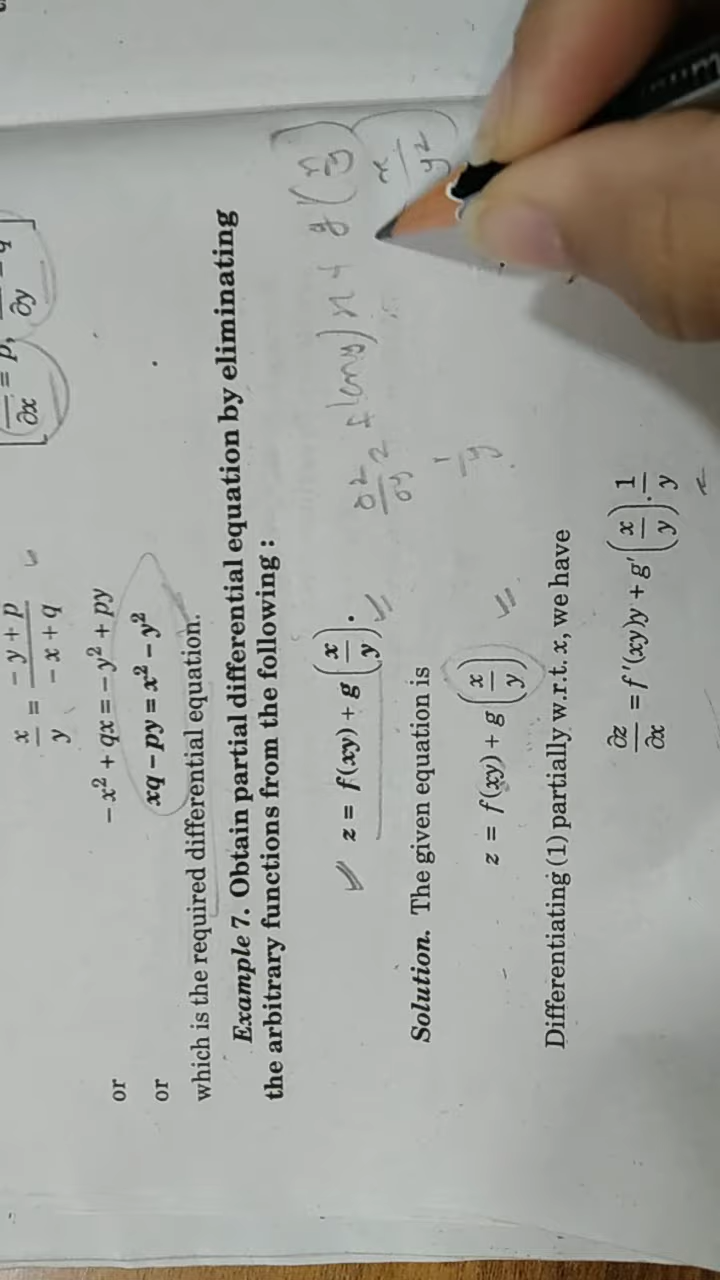 [∂x = p, ∂y = q]
x/y = (– y + p)/(– x + q)
or – x² + qx = – y² + py
or xq – py = x² – y²
which is the required differential equation.
Example 7. Obtain partial differential equation by eliminating
the arbitrary functions from the following :
z = f(xy) + g(x/y).
Solution. The given equation is
z = f(xy) + g(x/y)
1/y
Differentiating (1) partially w.r.t. x, we have
∂z/∂x = f ′(xy)y + g′(x/y).1/y